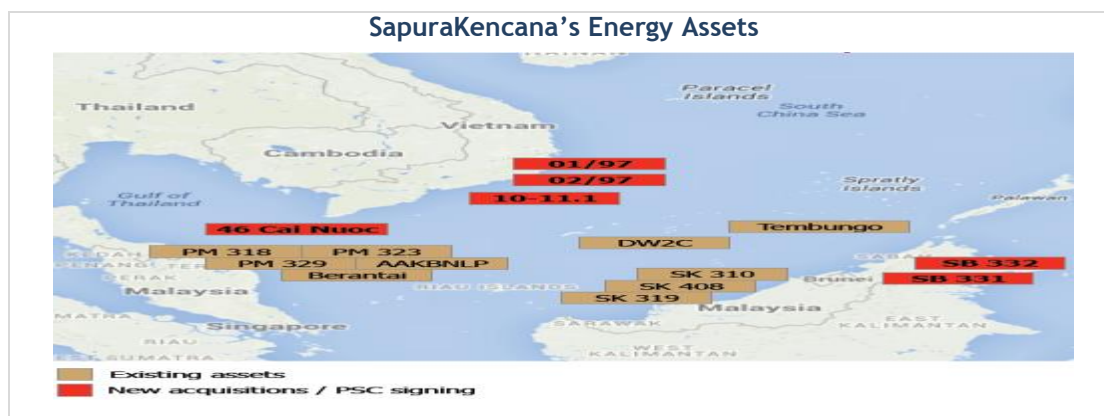 SapuraKencana's Energy Assets
Paracel
Islands
South
China Sea
Thailand
Vietnam
Cambodia
01/97
02/97
10-11.1
Spratly
Islands
Palawan
Gulf of
Thailand
46 Cai Nuoc
Tembungo
DW2C
PM 318
PM 323
PM 329
AAKBNLP
Berantai
SB 332
SB 331
SK 310
SK 408
SK 319
Brunei
RIAU ISLANDS
Malaysia
Malaysia
Singapore
SARAWAK
EAST
KALIMANTAN
WEST
KALIMANTAN
RIAU
Existing assets
New acquisitions / PSC signing